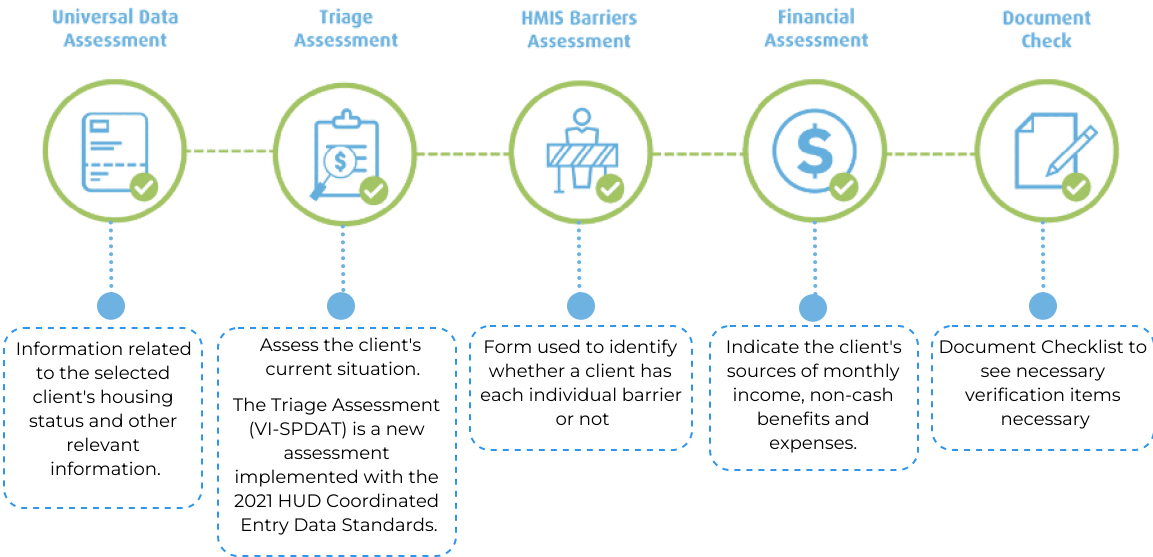 Universal Data
Assessment
Triage
Assessment
HMIS Barriers
Assessment
Financial
Assessment
Document
Check
$
$
Information related
to the selected
client's housing
status and other
relevant
information.
Assess the client's
current situation.
The Triage Assessment
(VI-SPDAT) is a new
assessment
implemented with the
2021 HUD Coordinated
Entry Data Standards.
Form used to identify
whether a client has
each individual barrier
or not
Indicate the client's
sources of monthly
income, non-cash
benefits and
expenses.
Document Checklist to
see necessary
verification items
necessary